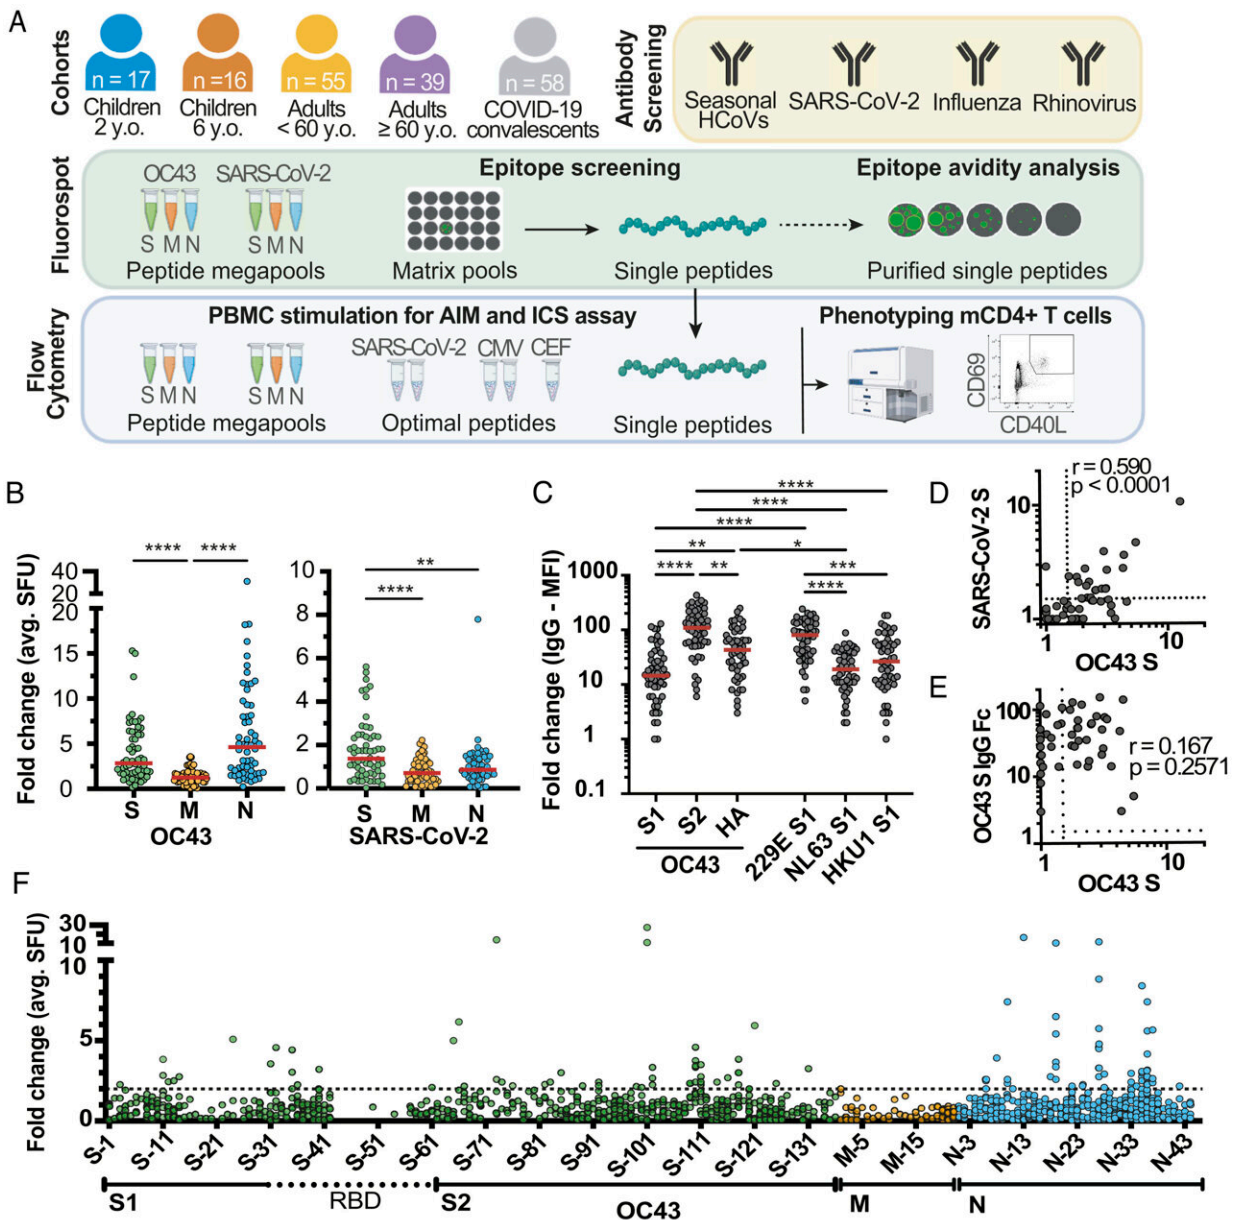 A
Cohorts
n = 17
n =16
n = 55
n = 39
n = 58
Children
2 y.o.
Children
6 y.o.
Adults
< 60 y.o.
Adults
≥ 60 y.o.
COVID-19
convalescents
Antibody
Screening
Seasonal
HCoVs
SARS-CoV-2
Influenza
Rhinovirus
Fluorospot
OC43
SARS-CoV-2
S M N
S M N
Peptide megapools
Epitope screening
Matrix pools
Single peptides
Epitope avidity analysis
Purified single peptides
Flow
Cytometry
PBMC stimulation for AIM and ICS assay
S M N
S M N
Peptide megapools
SARS-CoV-2
CMV
CEF
Optimal peptides
Single peptides
Phenotyping mCD4+ T cells
CD69
CD40L
B
Fold change (avg. SFU)
**** ****
40
20
20
15
10
5
0
S M N
OC43
**
****
10
8
6
4
2
0
S M N
SARS-CoV-2
C
Fold change (IgG - MFI)
****
****
****
** *
**** ** ***
****
1000
100
10
1
0.1
S1
S2
HA
OC43
229E S1
NL63 S1
HKU1 S1
D
SARS-CoV-2 S
r = 0.590
p < 0.0001
10
1
1 10
OC43 S
E
OC43 S IgG Fc
100
10
1
r = 0.167
p = 0.2571
1 10
OC43 S
F
Fold change (avg. SFU)
30
10
10
5
0
S-1
S-11
S-21
S-31
S-41
S-51
S-61
S-71
S-81
S-91
S-101
S-111
S-121
S-131
M-5
M-15
N-3
N-13
N-23
N-33
N-43
S1
RBD
S2
OC43
M
N